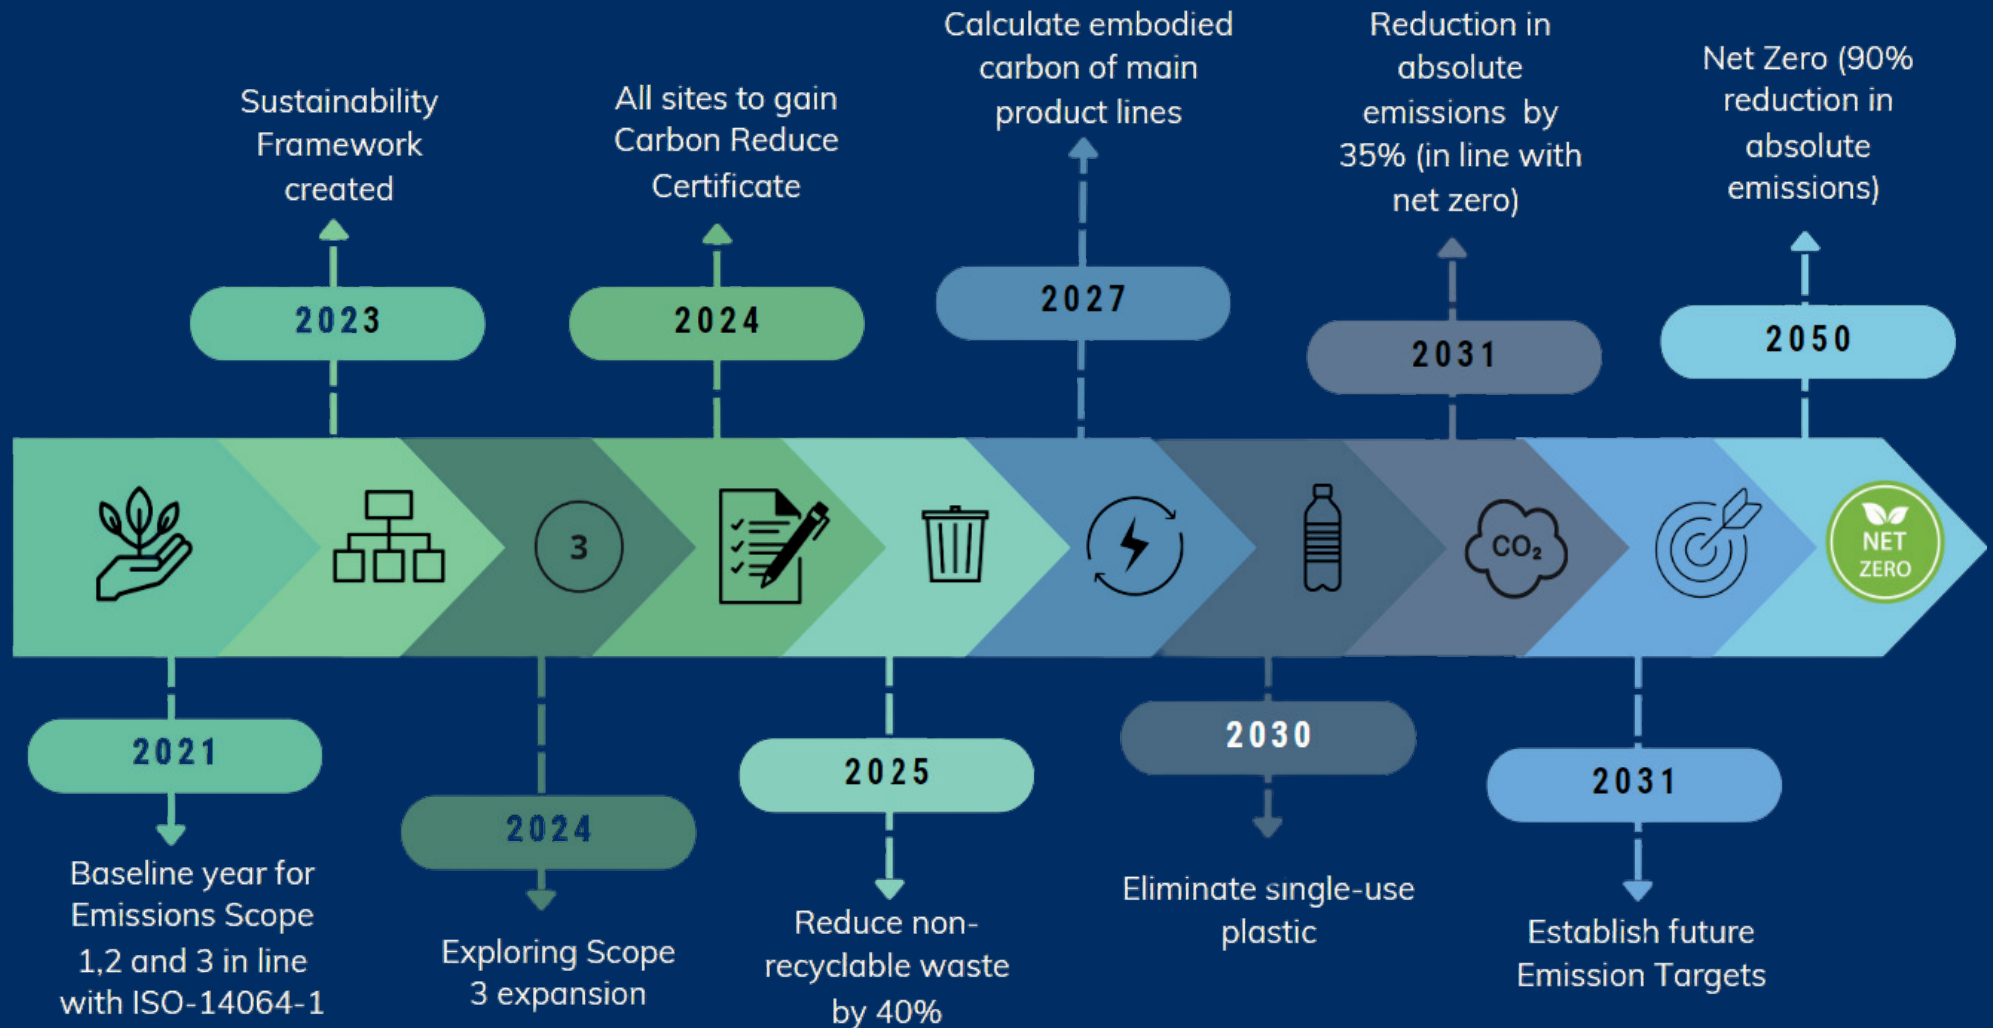 Sustainability
Framework
created
2023
All sites to gain
Carbon Reduce
Certificate
2024
Calculate embodied
carbon of main
product lines
2027
Reduction in
absolute
emissions by
35% (in line with
net zero)
2031
Net Zero (90%
reduction in
absolute
emissions)
2050
3
CO₂
NET
ZERO
2021
Baseline year for
Emissions Scope
1,2 and 3 in line
with ISO-14064-1
2024
Exploring Scope
3 expansion
2025
Reduce non-
recyclable waste
by 40%
2030
Eliminate single-use
plastic
2031
Establish future
Emission Targets